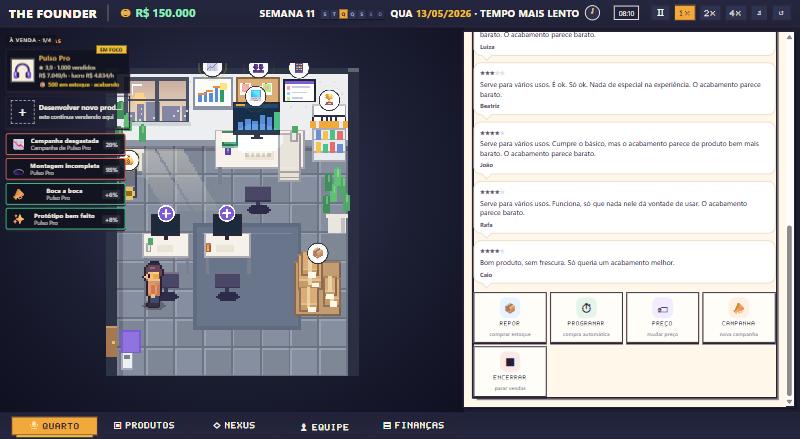 THE FOUNDER
R$ 150.000
SEMANA 11
S T Q Q S S D
QUA 13/05/2026 · TEMPO MAIS LENTO
08:10
1×
2×
4×
À VENDA · 1/4
EM FOCO
Pulso Pro
3,9 · 1.000 vendidos
R$ 7.049/h · lucro R$ 4.834/h
500 em estoque · acabando
Desenvolver novo prod
este continue vendendo aqui
Campanha desgastada
Campanha de Pulso Pro
20%
Montagem incompleta
Pulso Pro
95%
Boca a boca
Pulso Pro
+6%
Protótipo bem feito
Pulso Pro
+8%
barato. O acabamento parece barato.
Luiza
Serve para vários usos. É ok. Só ok. Nada de especial na experiência. O acabamento parece
barato.
Beatriz
Serve para vários usos. Cumpre o básico, mas o acabamento parece de produto bem mais
barato. O acabamento parece barato.
João
Serve para vários usos. Funciona, só que nada nele dá vontade de usar. O acabamento
parece barato.
Rafa
Bom produto, sem frescura. Só queria um acabamento melhor.
Caio
REPOR
comprar estoque
PROGRAMAR
compra automática
PREÇO
mudar preço
CAMPANHA
nova campanha
ENCERRAR
parar vendas
QUARTO
PRODUTOS
NEXUS
EQUIPE
FINANÇAS